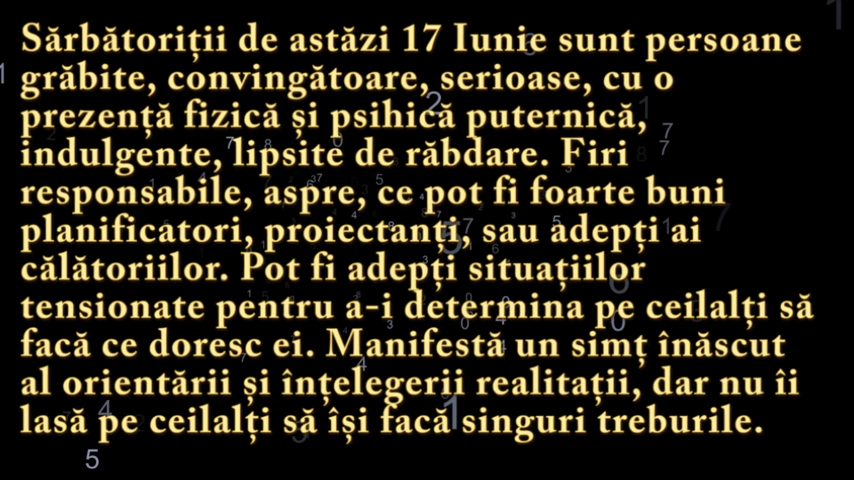 Sărbătoriții de astăzi 17 Iunie sunt persoane
grăbite, convingătoare, serioase, cu o
prezență fizică și psihică puternică,
indulgente, lipsite de răbdare. Firi
responsabile, aspre, ce pot fi foarte buni
planificatori, proiectanți, sau adepți ai
călătoriilor. Pot fi adepți situațiilor
tensionate pentru a-i determina pe ceilalți să
facă ce doresc ei. Manifestă un simț înăscut
al orientării și înțelegerii realitații, dar nu îi
lasă pe ceilalți să își facă singuri treburile.